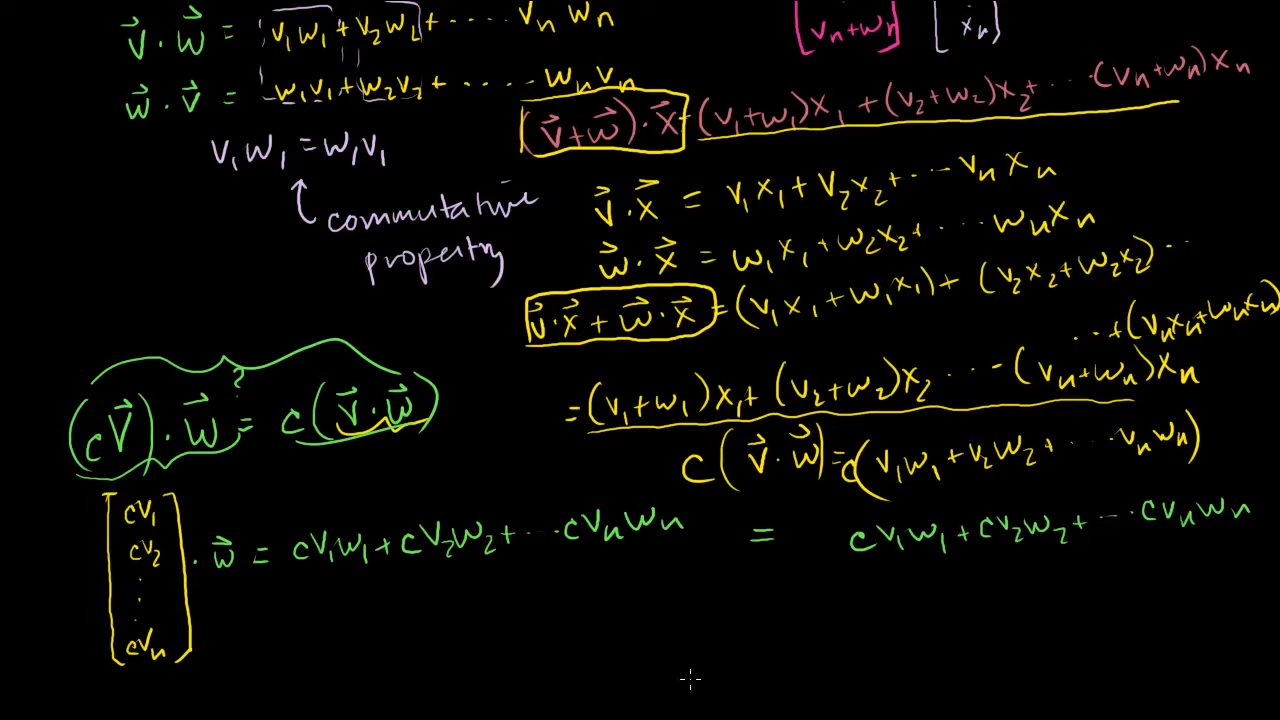 v⃗ · w⃗ = v₁w₁ + v₂w₂ + ····· vₙwₙ
w⃗ · v⃗ = w₁v₁ + w₂v₂ + ····· wₙvₙ
v₁w₁ = w₁v₁
commutative
property
[vₙ+wₙ] [xₙ]
(v⃗+w⃗)·x⃗ = (v₁+w₁)x₁ + (v₂+w₂)x₂ + ··· (vₙ+wₙ)xₙ
v⃗·x⃗ = v₁x₁ + v₂x₂ + ··· vₙxₙ
w⃗·x⃗ = w₁x₁ + w₂x₂ + ··· wₙxₙ
v⃗·x⃗ + w⃗·x⃗ = (v₁x₁ + w₁x₁) + (v₂x₂ + w₂x₂) ···
··· + (vₙxₙ + wₙxₙ)
= (v₁+w₁)x₁ + (v₂+w₂)x₂ ···- (vₙ+wₙ)xₙ
?
(cv⃗) · w⃗ = c(v⃗·w⃗)
c(v⃗·w⃗) = c(v₁w₁ + v₂w₂ + ····· vₙwₙ)
[cv₁
cv₂
·
·
·
cvₙ] · w⃗ = cv₁w₁ + cv₂w₂ + ··· cvₙwₙ = cv₁w₁ + cv₂w₂ + ··· cvₙwₙ